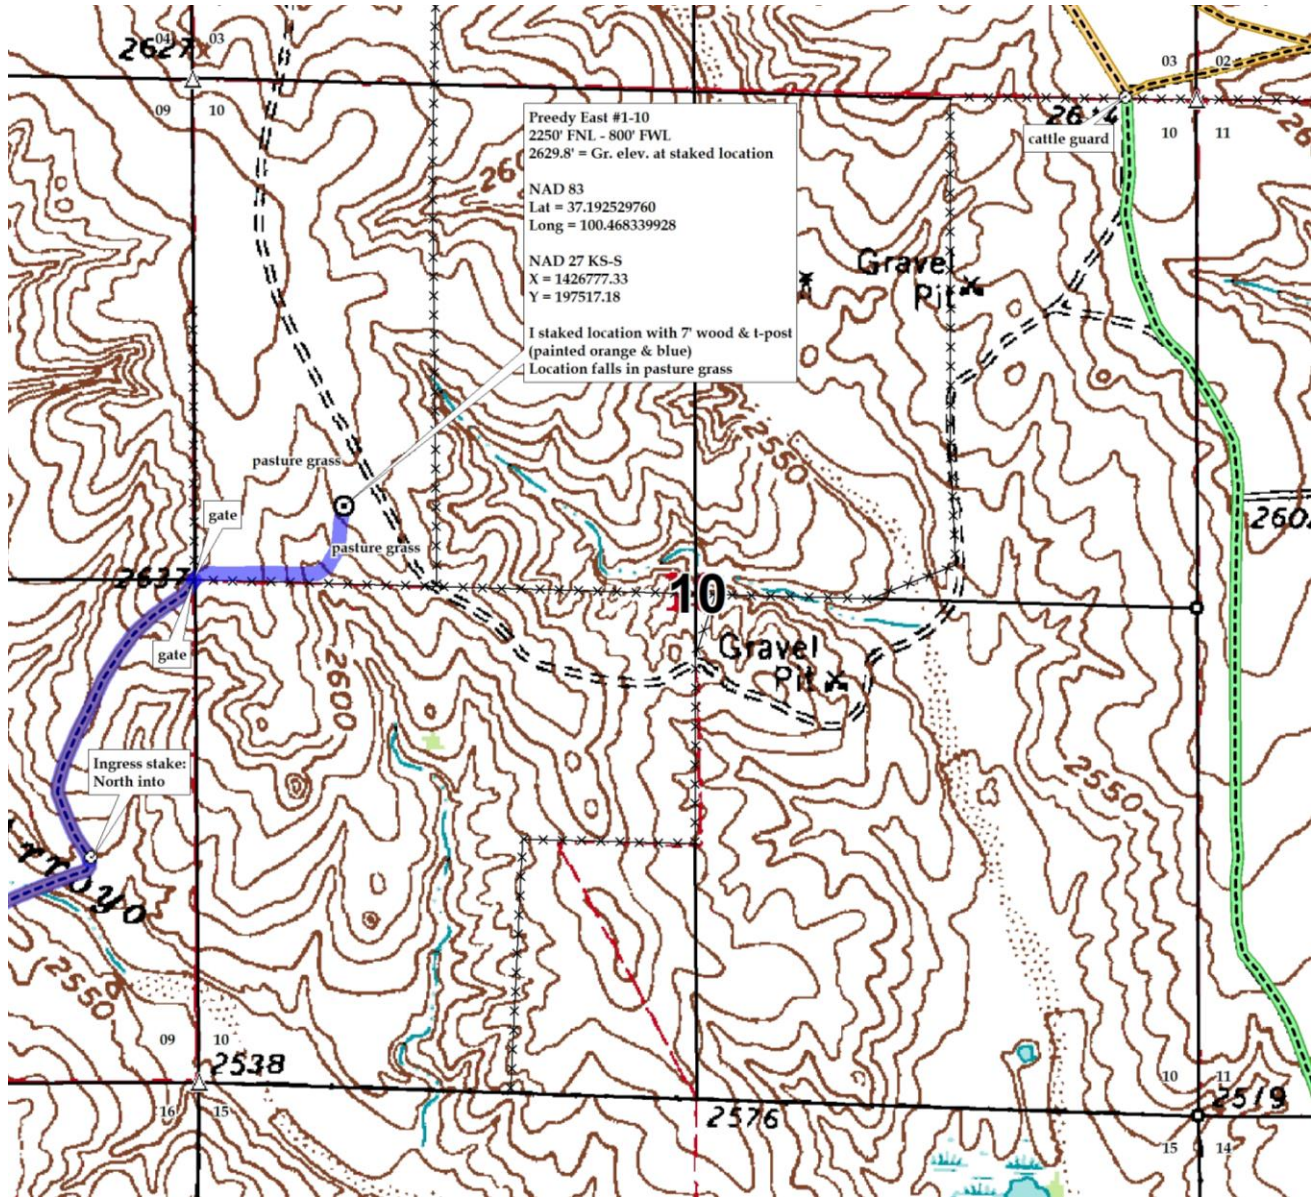 2627
04 03
09 10
03 02
2614
10 11
cattle guard
Preedy East #1-10
2250' FNL - 800' FWL
2629.8' = Gr. elev. at staked location
NAD 83
Lat = 37.192529760
Long = 100.468339928
NAD 27 KS-S
X = 1426777.33
Y = 197517.18
I staked location with 7' wood & t-post
(painted orange & blue)
Location falls in pasture grass
260
Gravel
Pit
2550
pasture grass
gate
pasture grass
2602
2637
10
gate
Gravel
Pit
2600
Ingress stake:
North into
2550
rroyo
2550
09 10
2538
16 15
10 11
2519
2576
15 14